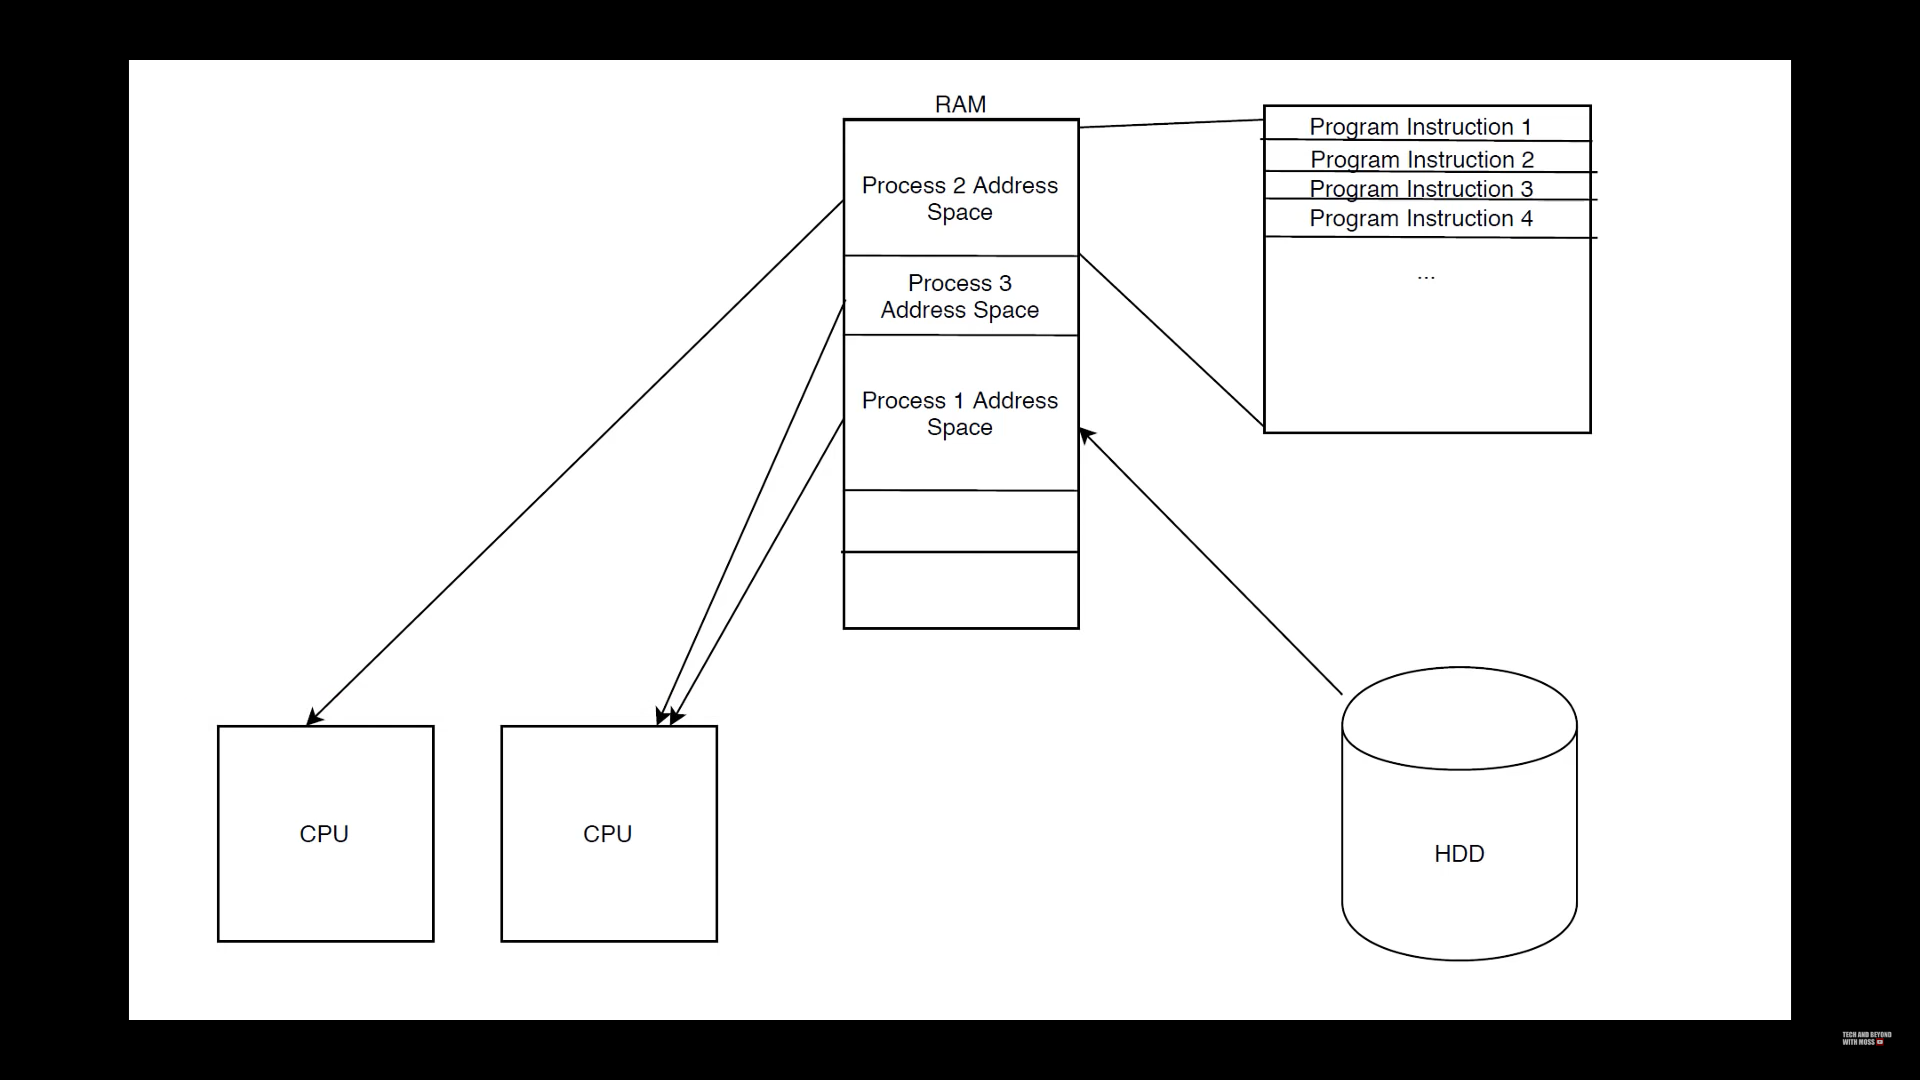 RAM
Process 2 Address
Space
Process 3
Address Space
Process 1 Address
Space
Program Instruction 1
Program Instruction 2
Program Instruction 3
Program Instruction 4
...
CPU
CPU
HDD
TECH AND BEYOND
WITH MOSS